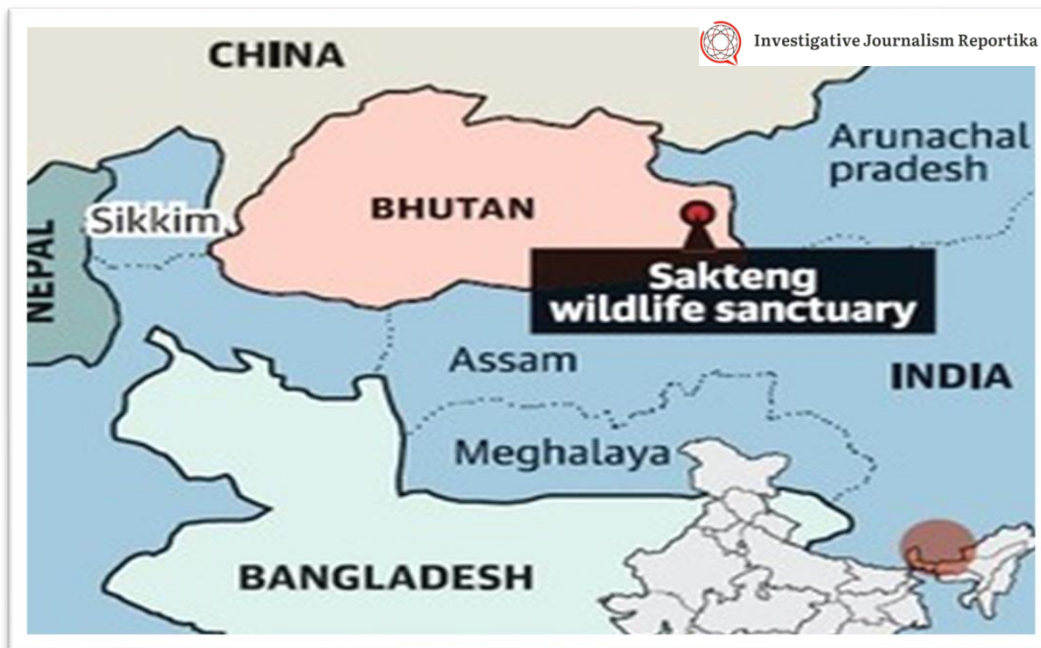 Investigative Journalism Reportika
CHINA
Arunachal
pradesh
BHUTAN
Sikkim
NEPAL
Sakteng
wildlife sanctuary
Assam
INDIA
Meghalaya
BANGLADESH